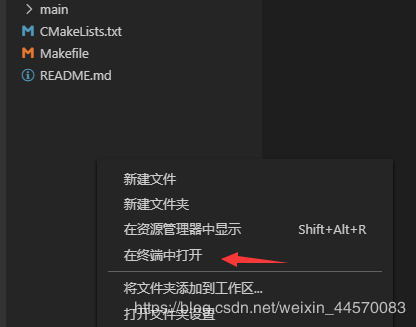 main
CMakeLists.txt
Makefile
README.md
新建文件
新建文件夹
在资源管理器中显示 Shift+Alt+R
在终端中打开
将文件夹添加到工作区...
打开文件夹设置
https://blog.csdn.net/weixin_44570083